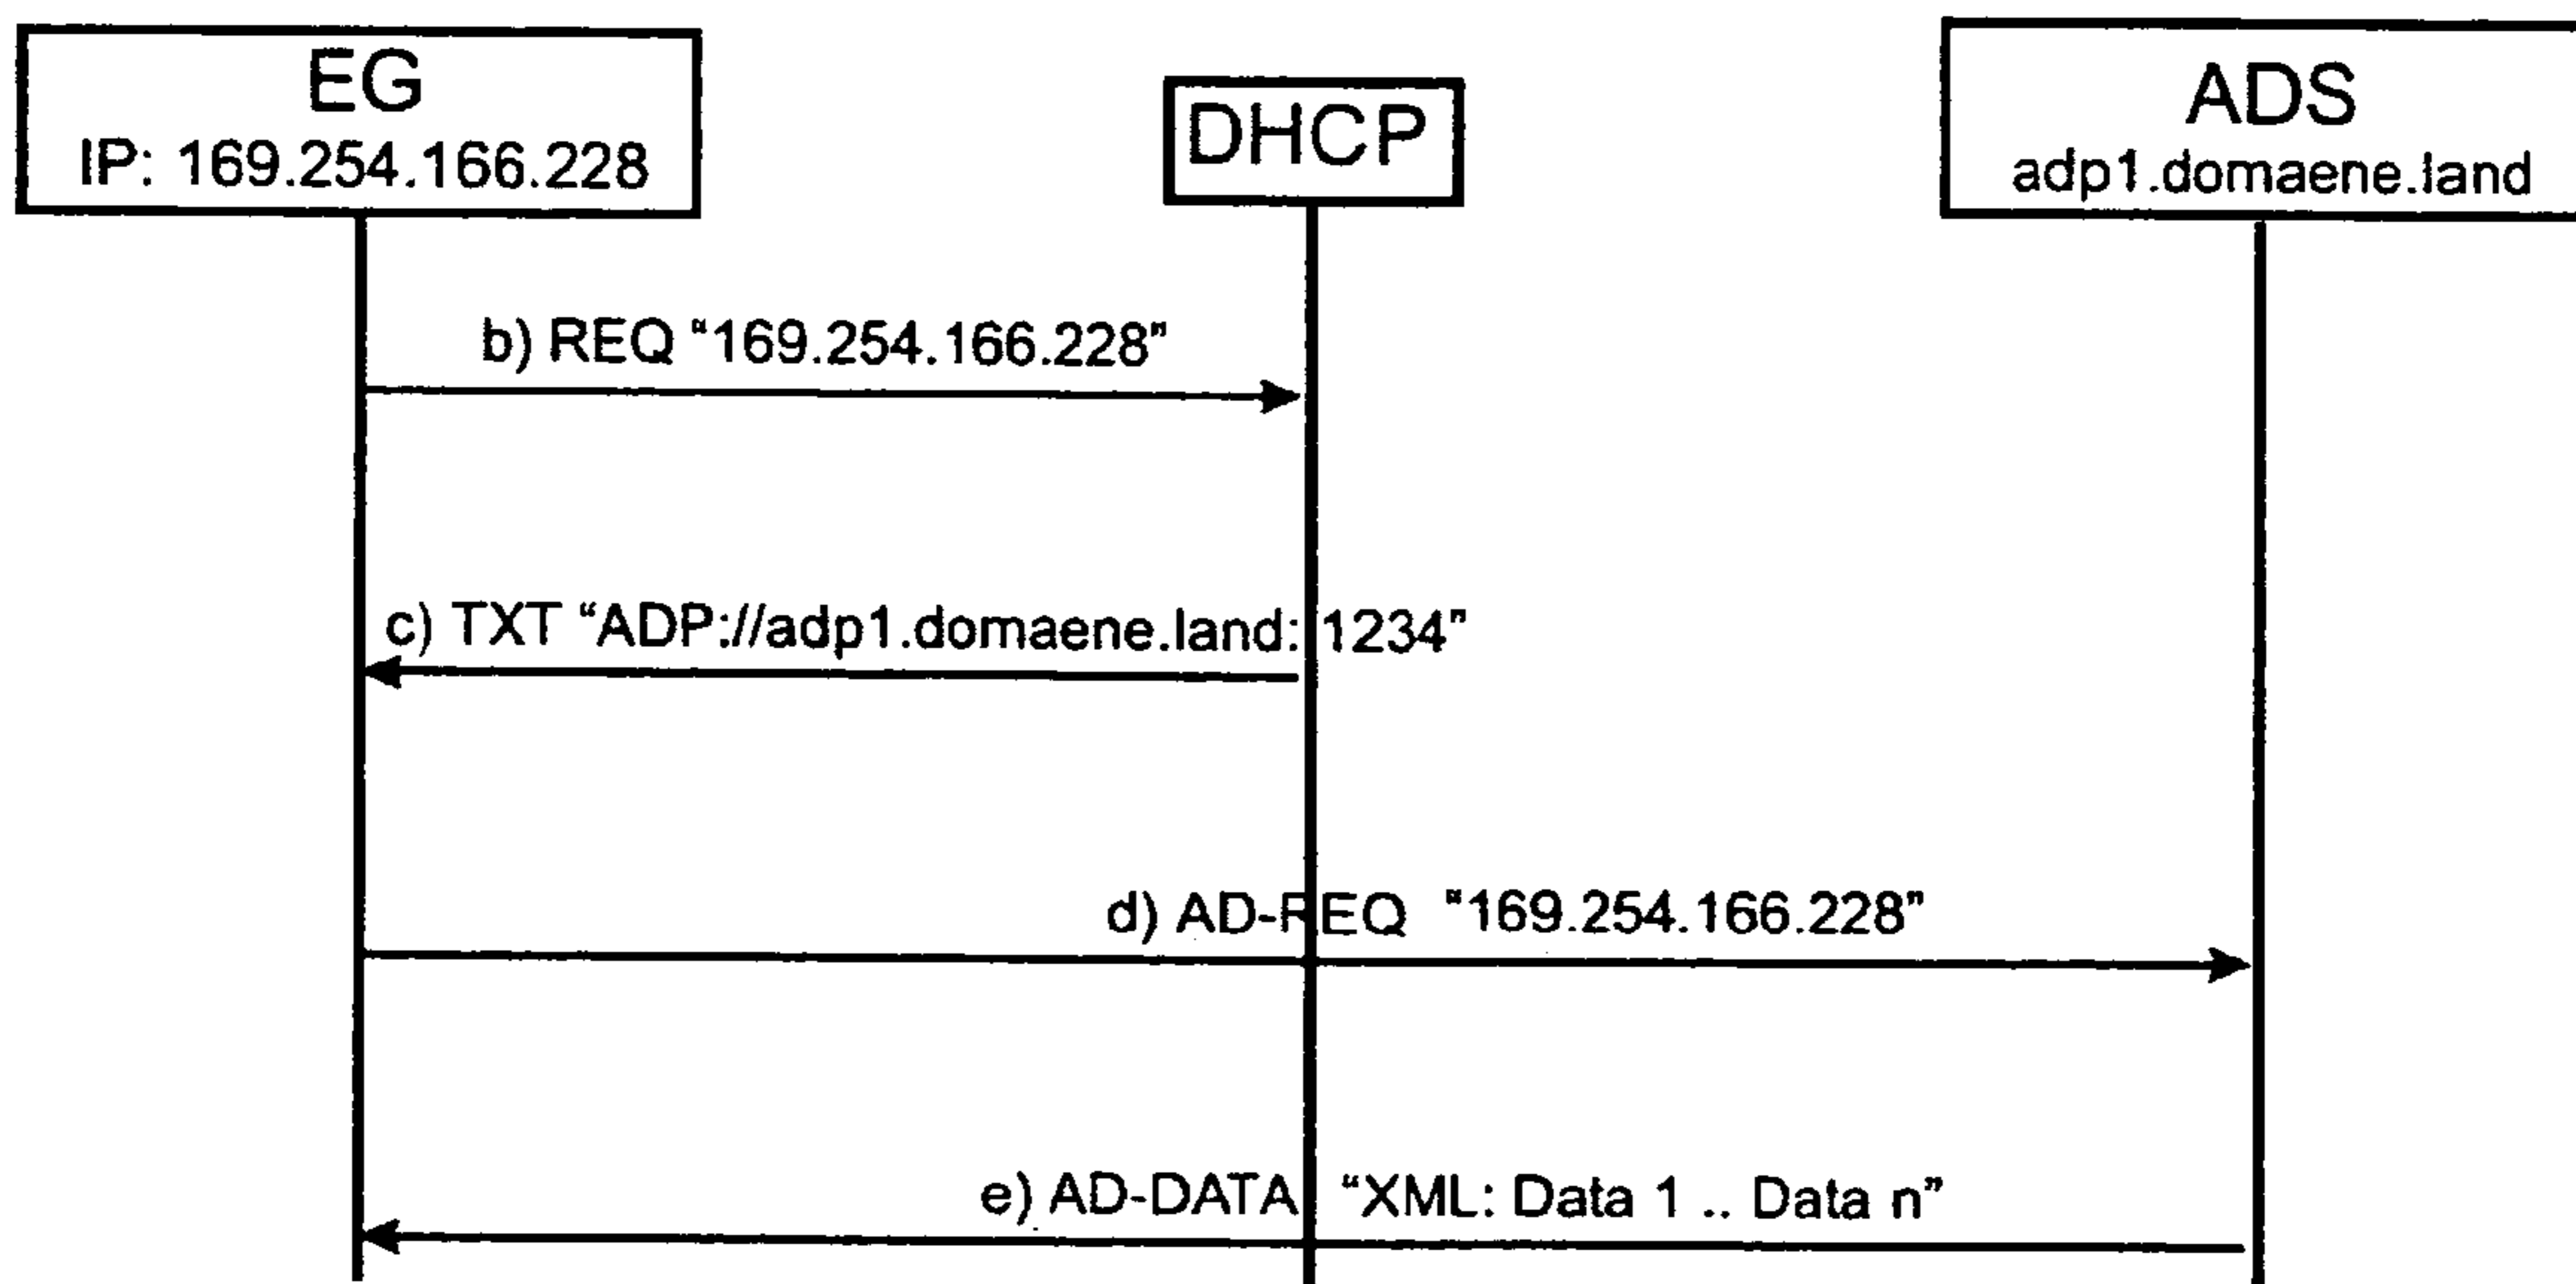 EG
IP: 169.254.166.228
DHCP
ADS
adp1.domaene.land
b) REQ “169.254.166.228”
c) TXT “ADP://adp1.domaene.land: 1234”
d) AD-REQ “169.254.166.228”
e) AD-DATA “XML: Data 1 .. Data n”